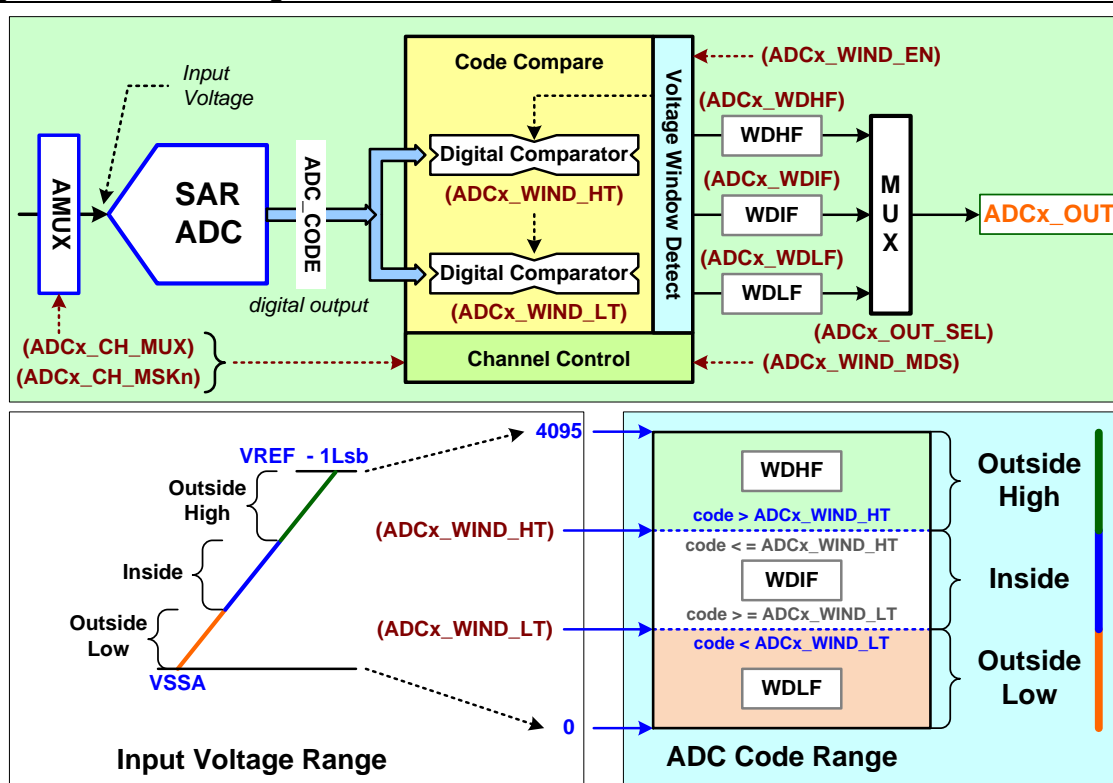 Input
Voltage
AMUX
SAR
ADC
ADC_CODE
digital output
Code Compare
Digital Comparator
(ADCx_WIND_HT)
Digital Comparator
(ADCx_WIND_LT)
Channel Control
Voltage Window Detect
(ADCx_WIND_EN)
(ADCx_WDHF)
WDHF
(ADCx_WDIF)
WDIF
(ADCx_WDLF)
WDLF
MUX
ADCx_OUT
(ADCx_OUT_SEL)
(ADCx_WIND_MDS)
(ADCx_CH_MUX)
(ADCx_CH_MSKn)
VREF - 1Lsb
Outside
High
Inside
Outside
Low
VSSA
Input Voltage Range
4095
(ADCx_WIND_HT)
(ADCx_WIND_LT)
0
WDHF
code > ADCx_WIND_HT
code <= ADCx_WIND_HT
WDIF
code >= ADCx_WIND_LT
code < ADCx_WIND_LT
WDLF
Outside
High
Inside
Outside
Low
ADC Code Range